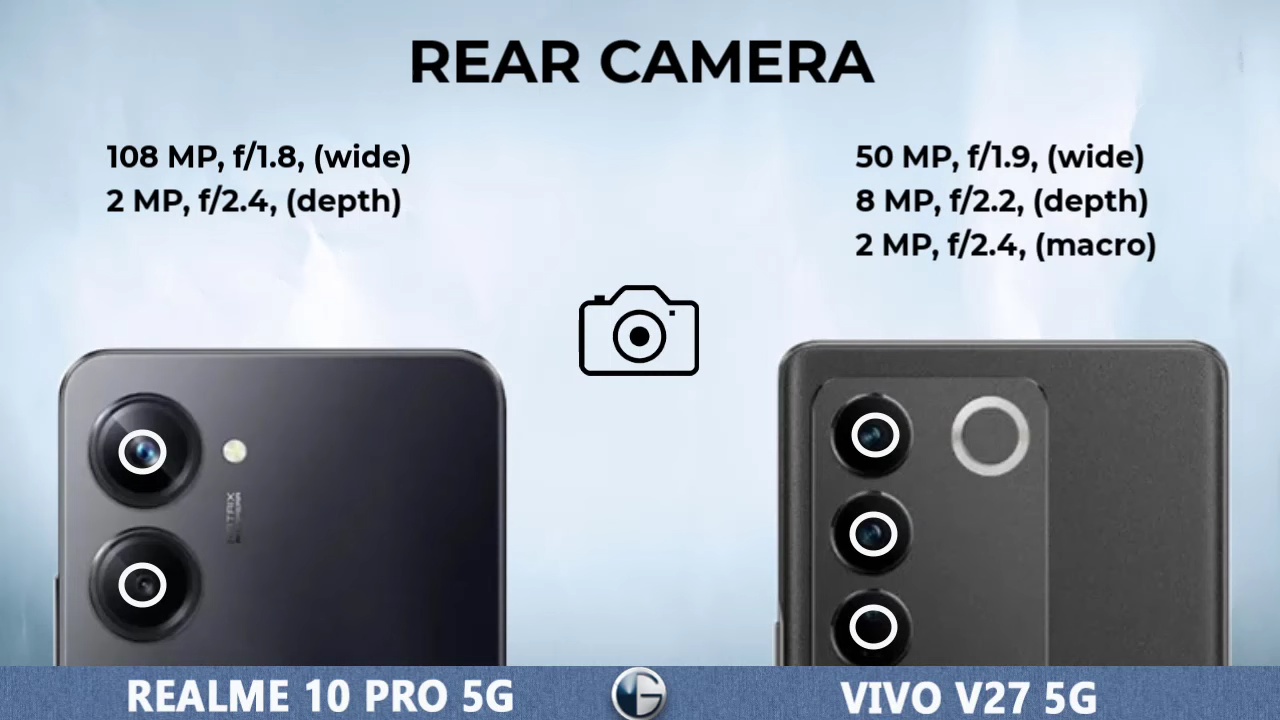 REAR CAMERA
108 MP, f/1.8, (wide)
2 MP, f/2.4, (depth)
50 MP, f/1.9, (wide)
8 MP, f/2.2, (depth)
2 MP, f/2.4, (macro)
REALME 10 PRO 5G
VIVO V27 5G